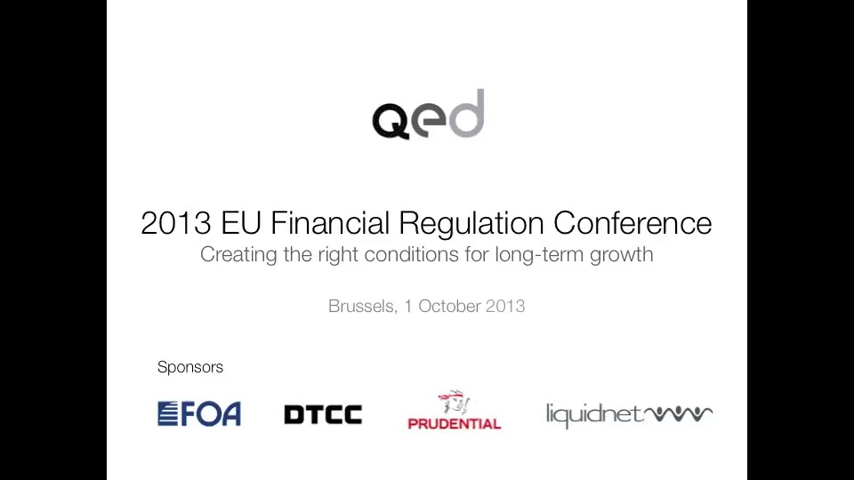 qed
2013 EU Financial Regulation Conference
Creating the right conditions for long-term growth
Brussels, 1 October 2013
Sponsors
FOA DTCC PRUDENTIAL liquidnet